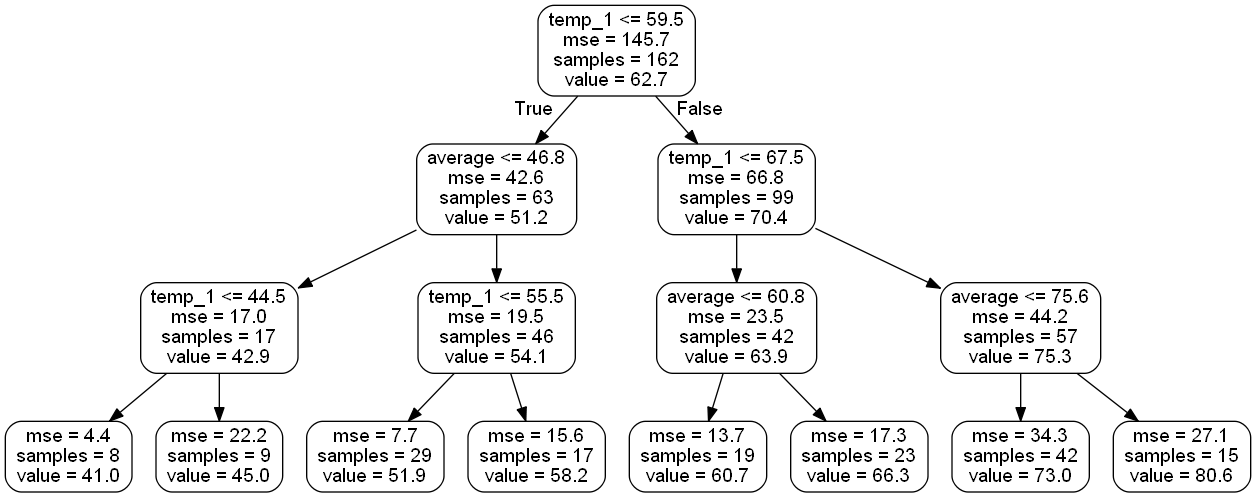 temp_1 <= 59.5
mse = 145.7
samples = 162
value = 62.7
True
False
average <= 46.8
mse = 42.6
samples = 63
value = 51.2
temp_1 <= 67.5
mse = 66.8
samples = 99
value = 70.4
temp_1 <= 44.5
mse = 17.0
samples = 17
value = 42.9
temp_1 <= 55.5
mse = 19.5
samples = 46
value = 54.1
average <= 60.8
mse = 23.5
samples = 42
value = 63.9
average <= 75.6
mse = 44.2
samples = 57
value = 75.3
mse = 4.4
samples = 8
value = 41.0
mse = 22.2
samples = 9
value = 45.0
mse = 7.7
samples = 29
value = 51.9
mse = 15.6
samples = 17
value = 58.2
mse = 13.7
samples = 19
value = 60.7
mse = 17.3
samples = 23
value = 66.3
mse = 34.3
samples = 42
value = 73.0
mse = 27.1
samples = 15
value = 80.6